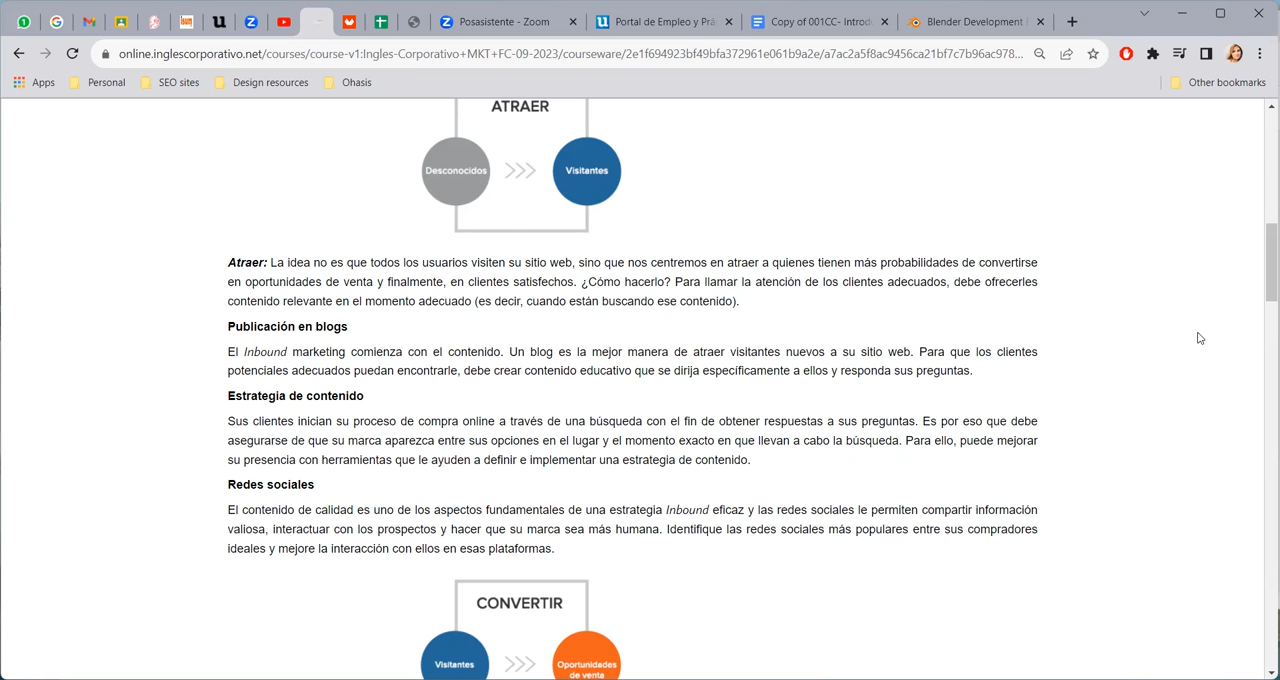 Posasistente - Zoom
Portal de Empleo y Prá
Copy of 001CC- Introdu
Blender Development
online.inglescorporativo.net/courses/course-v1:Ingles-Corporativo+MKT+FC-09-2023/courseware/2e1f694923bf49bfa372961e061b9a2e/a7ac2a5f8ac9456ca21bf7c7b96ac978...
Apps
Personal
SEO sites
Design resources
Ohasis
Other bookmarks
ATRAER
Desconocidos
Visitantes
Atraer: La idea no es que todos los usuarios visiten su sitio web, sino que nos centremos en atraer a quienes tienen más probabilidades de convertirse
en oportunidades de venta y finalmente, en clientes satisfechos. ¿Cómo hacerlo? Para llamar la atención de los clientes adecuados, debe ofrecerles
contenido relevante en el momento adecuado (es decir, cuando están buscando ese contenido).
Publicación en blogs
El Inbound marketing comienza con el contenido. Un blog es la mejor manera de atraer visitantes nuevos a su sitio web. Para que los clientes
potenciales adecuados puedan encontrarle, debe crear contenido educativo que se dirija específicamente a ellos y responda sus preguntas.
Estrategia de contenido
Sus clientes inician su proceso de compra online a través de una búsqueda con el fin de obtener respuestas a sus preguntas. Es por eso que debe
asegurarse de que su marca aparezca entre sus opciones en el lugar y el momento exacto en que llevan a cabo la búsqueda. Para ello, puede mejorar
su presencia con herramientas que le ayuden a definir e implementar una estrategia de contenido.
Redes sociales
El contenido de calidad es uno de los aspectos fundamentales de una estrategia Inbound eficaz y las redes sociales le permiten compartir información
valiosa, interactuar con los prospectos y hacer que su marca sea más humana. Identifique las redes sociales más populares entre sus compradores
ideales y mejore la interacción con ellos en esas plataformas.
CONVERTIR
Visitantes
Oportunidades
de venta